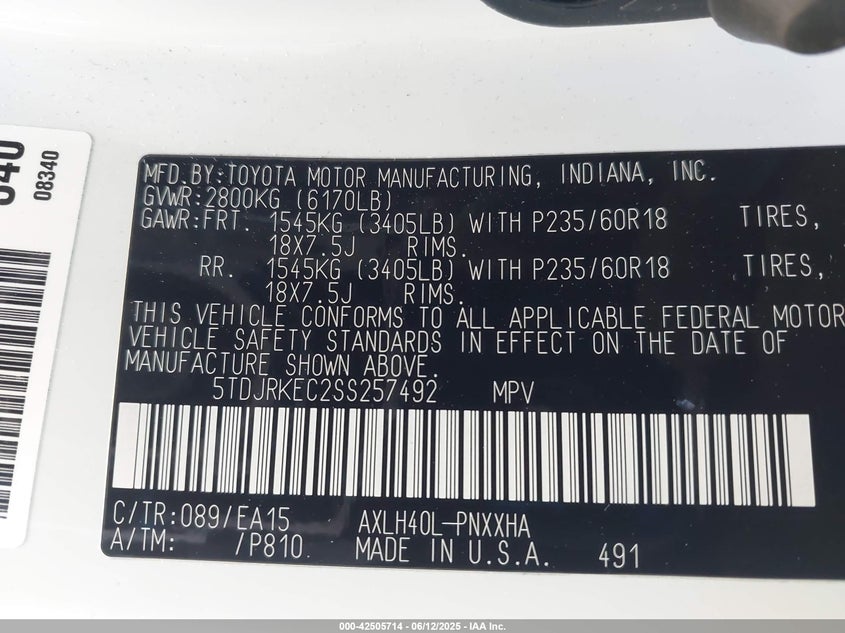 40
08340
MFD.BY:TOYOTA MOTOR MANUFACTURING, INDIANA, INC.
GVWR:2800KG (6170LB)
GAWR:FRT. 1545KG (3405LB) WITH P235/60R18 TIRES,
18X7.5J RIMS.
RR. 1545KG (3405LB) WITH P235/60R18 TIRES,
18X7.5J RIMS.
THIS VEHICLE CONFORMS TO ALL APPLICABLE FEDERAL MOTOR
VEHICLE SAFETY STANDARDS IN EFFECT ON THE DATE OF
MANUFACTURE SHOWN ABOVE.
5TDJRKEC2SS257492 MPV
C/TR:089/EA15 AXLH40L-PNXXHA
A/TM: /P810 MADE IN U.S.A. 491
000-42505714 - 06/12/2025 - IAA Inc.